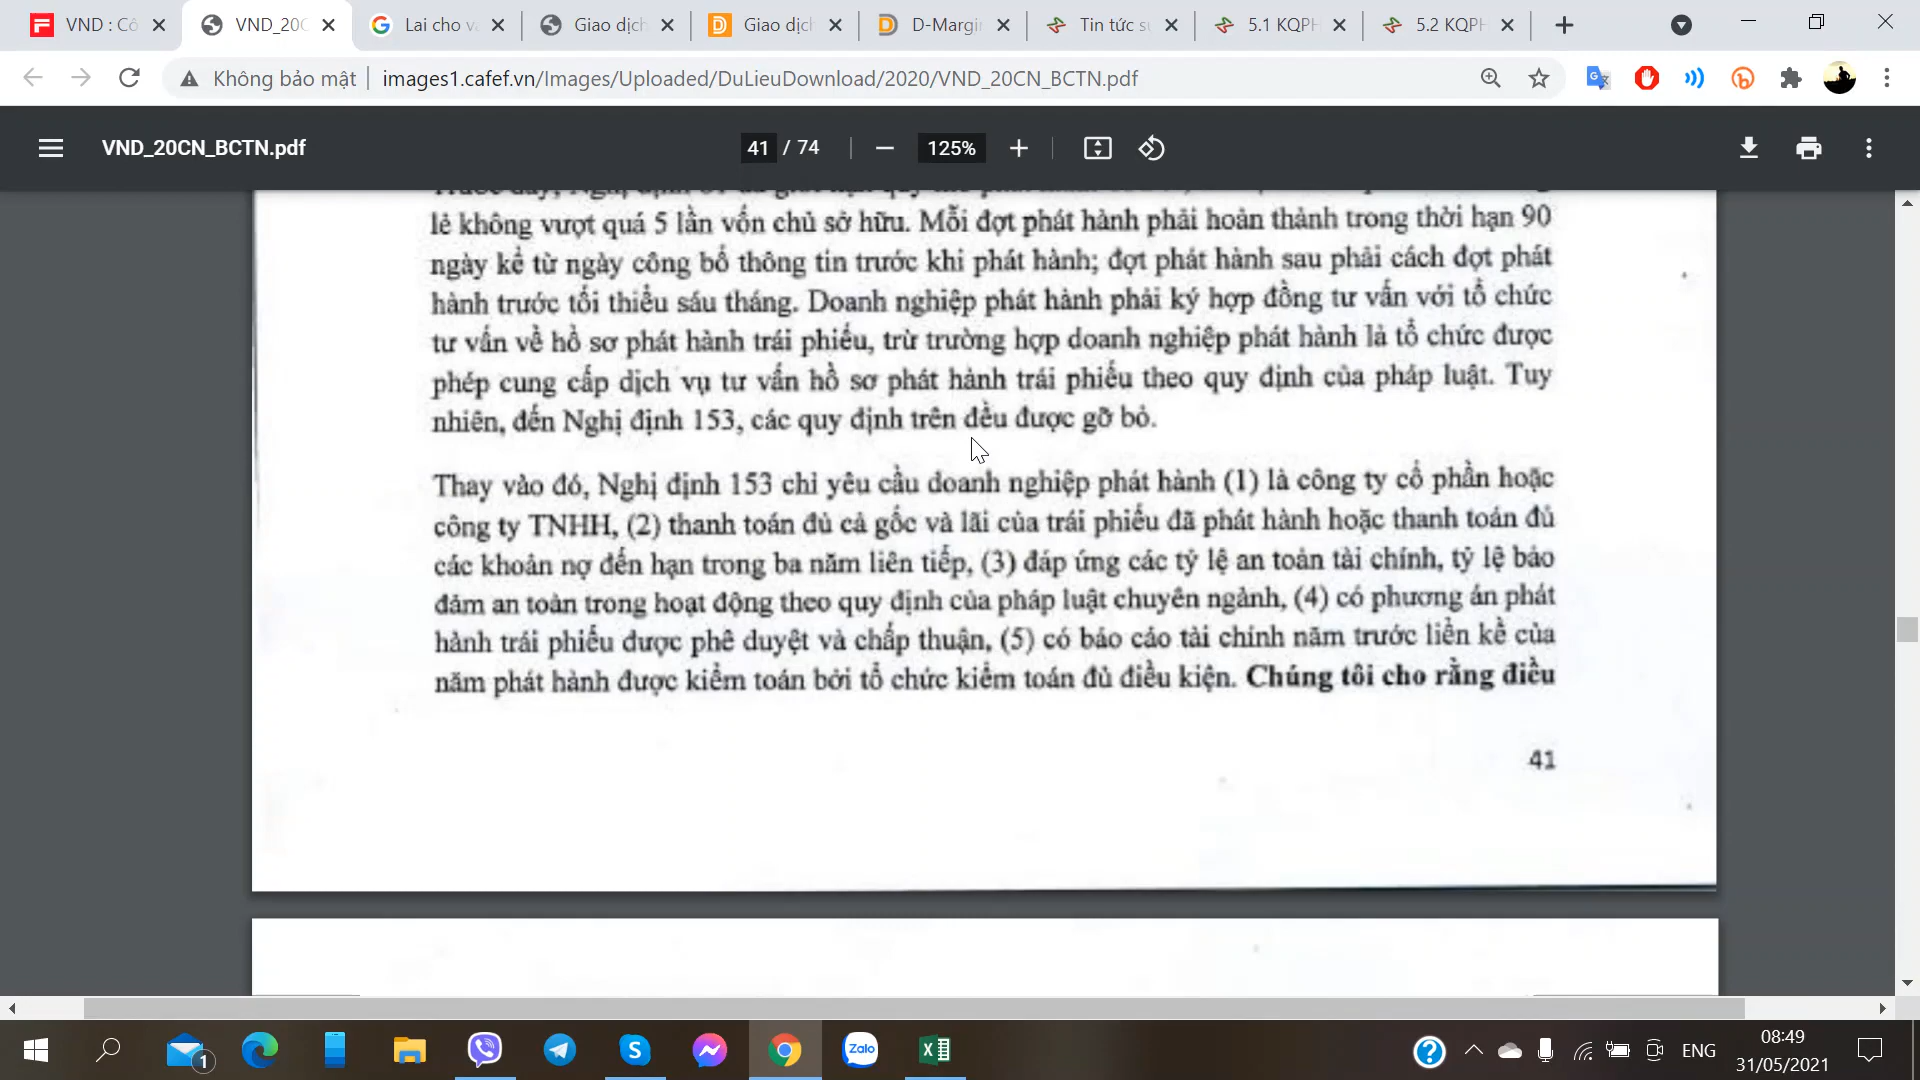 VND : Cô
VND_20C
Lai cho va
Giao dịch
Giao dịch
D-Margin
Tin tức sự
5.1 KQPH
5.2 KQPH
Không bảo mật
images1.cafef.vn/Images/Uploaded/DuLieuDownload/2020/VND_20CN_BCTN.pdf
VND_20CN_BCTN.pdf
41 / 74
125%
lẻ không vượt quá 5 lần vốn chủ sở hữu. Mỗi đợt phát hành phải hoàn thành trong thời hạn 90
ngày kể từ ngày công bố thông tin trước khi phát hành; đợt phát hành sau phải cách đợt phát
hành trước tối thiểu sáu tháng. Doanh nghiệp phát hành phải ký hợp đồng tư vấn với tổ chức
tư vấn về hồ sơ phát hành trái phiếu, trừ trường hợp doanh nghiệp phát hành là tổ chức được
phép cung cấp dịch vụ tư vấn hồ sơ phát hành trái phiếu theo quy định của pháp luật. Tuy
nhiên, đến Nghị định 153, các quy định trên đều được gỡ bỏ.
Thay vào đó, Nghị định 153 chỉ yêu cầu doanh nghiệp phát hành (1) là công ty cổ phần hoặc
công ty TNHH, (2) thanh toán đủ cả gốc và lãi của trái phiếu đã phát hành hoặc thanh toán đủ
các khoản nợ đến hạn trong ba năm liên tiếp, (3) đáp ứng các tỷ lệ an toàn tài chính, tỷ lệ bảo
đảm an toàn trong hoạt động theo quy định của pháp luật chuyên ngành, (4) có phương án phát
hành trái phiếu được phê duyệt và chấp thuận, (5) có báo cáo tài chính năm trước liền kề của
năm phát hành được kiểm toán bởi tổ chức kiểm toán đủ điều kiện. Chúng tôi cho rằng điều
41
1
Zalo
ENG
08:49
31/05/2021